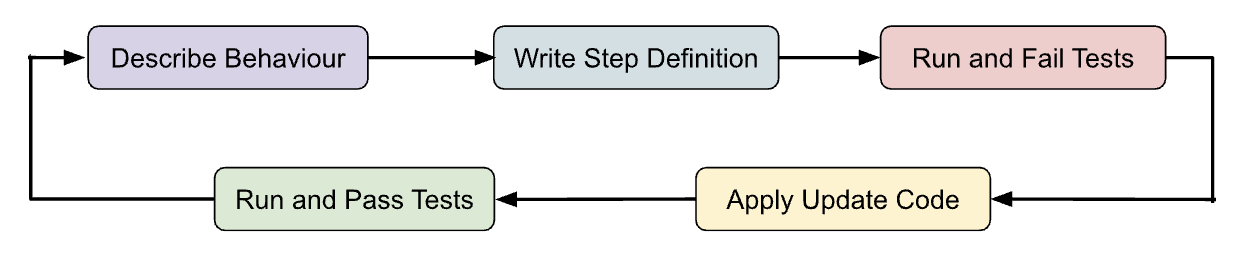 Describe Behaviour
Write Step Definition
Run and Fail Tests
Run and Pass Tests
Apply Update Code